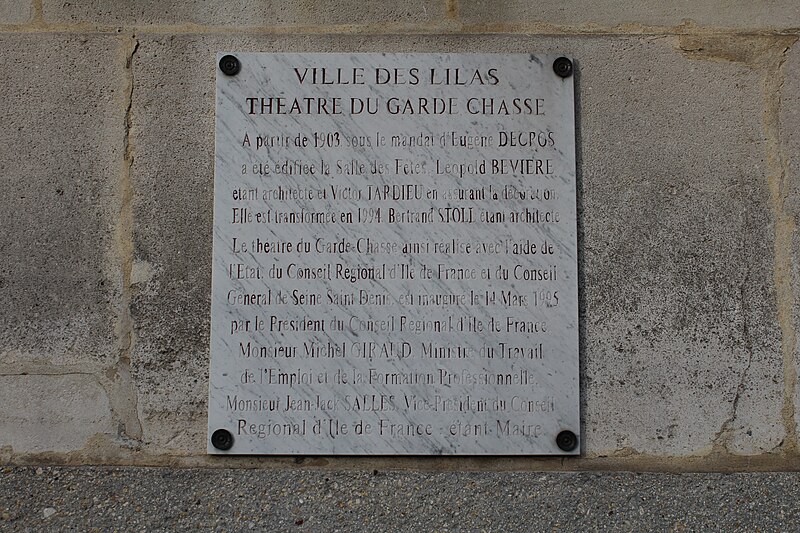 VILLE DES LILAS
THEATRE DU GARDE CHASSE
A partir de 1903 sous le mandat d'Eugène DECROS
a été édifiée la Salle des Fêtes, Léopold BEVIERE
étant architecte et Victor TARDIEU en assurant la décoration.
Elle est transformée en 1994, Bertrand STOLL étant architecte
Le théâtre du Garde-Chasse ainsi réalisé avec l'aide de
l'Etat, du Conseil Régional d'Ile de France et du Conseil
Général de Seine Saint Denis, est inauguré le 14 Mars 1995
par le Président du Conseil Régional d'Ile de France
Monsieur Michel GIRAUD, Ministre du Travail
de l'Emploi et de la Formation Professionnelle,
Monsieur Jean-Jack SALLES, Vice-Président du Conseil
Regional d'Ile de France - étant Maire